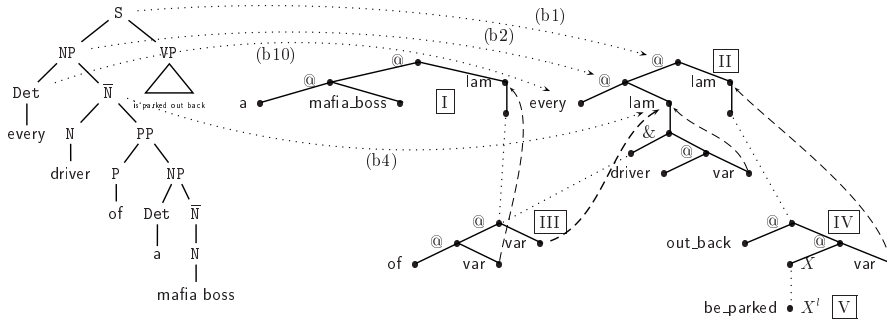 S (b1)
(b2)
NP VP (b10) @ @ II
@ lam lam
Det N is parked out back a mafia_boss I every lam
every N PP &
driver @
(b4) var
driver P NP
of Det N @ @ IV
@ var III out_back @
a N of var X var
mafia boss be_parked X^l V